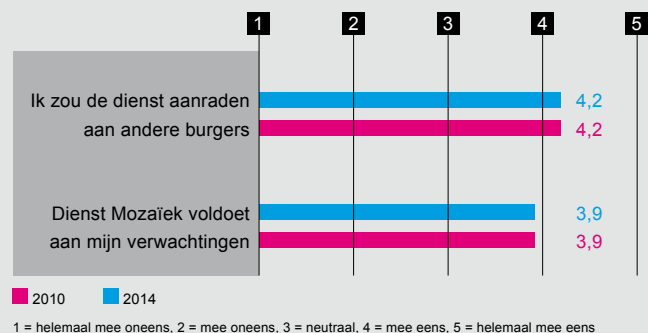 1 2 3 4 5
Ik zou de dienst aanraden 4,2
aan andere burgers 4,2
Dienst Mozaïek voldoet 3,9
aan mijn verwachtingen 3,9
2010 2014
1 = helemaal mee oneens, 2 = mee oneens, 3 = neutraal, 4 = mee eens, 5 = helemaal mee eens